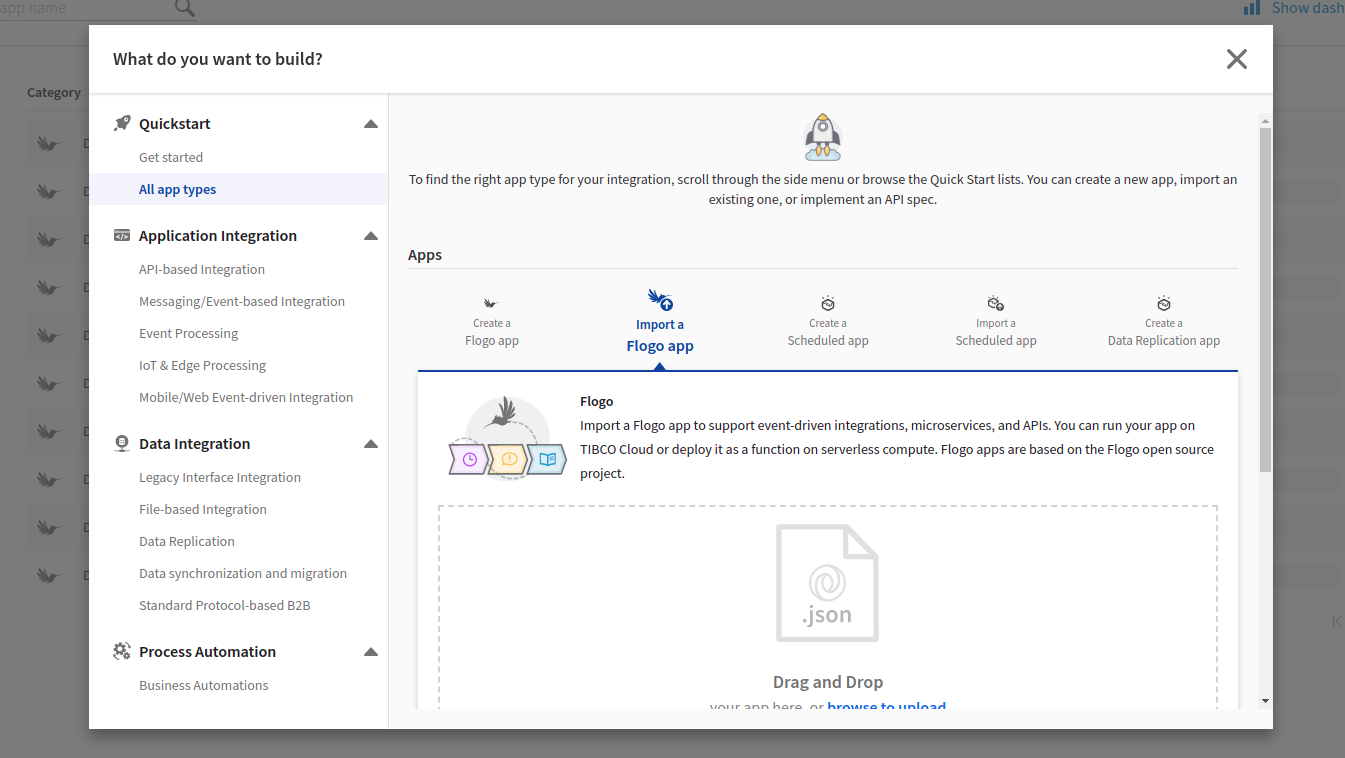 app name
Show dash
What do you want to build?
Category
Quickstart
Get started
All app types
Application Integration
API-based Integration
Messaging/Event-based Integration
Event Processing
IoT & Edge Processing
Mobile/Web Event-driven Integration
Data Integration
Legacy Interface Integration
File-based Integration
Data Replication
Data synchronization and migration
Standard Protocol-based B2B
Process Automation
Business Automations
To find the right app type for your integration, scroll through the side menu or browse the Quick Start lists. You can create a new app, import an
existing one, or implement an API spec.
Apps
Create a
Flogo app
Import a
Flogo app
Create a
Scheduled app
Import a
Scheduled app
Create a
Data Replication app
Flogo
Import a Flogo app to support event-driven integrations, microservices, and APIs. You can run your app on
TIBCO Cloud or deploy it as a function on serverless compute. Flogo apps are based on the Flogo open source
project.
.json
Drag and Drop
your app here, or browse to upload